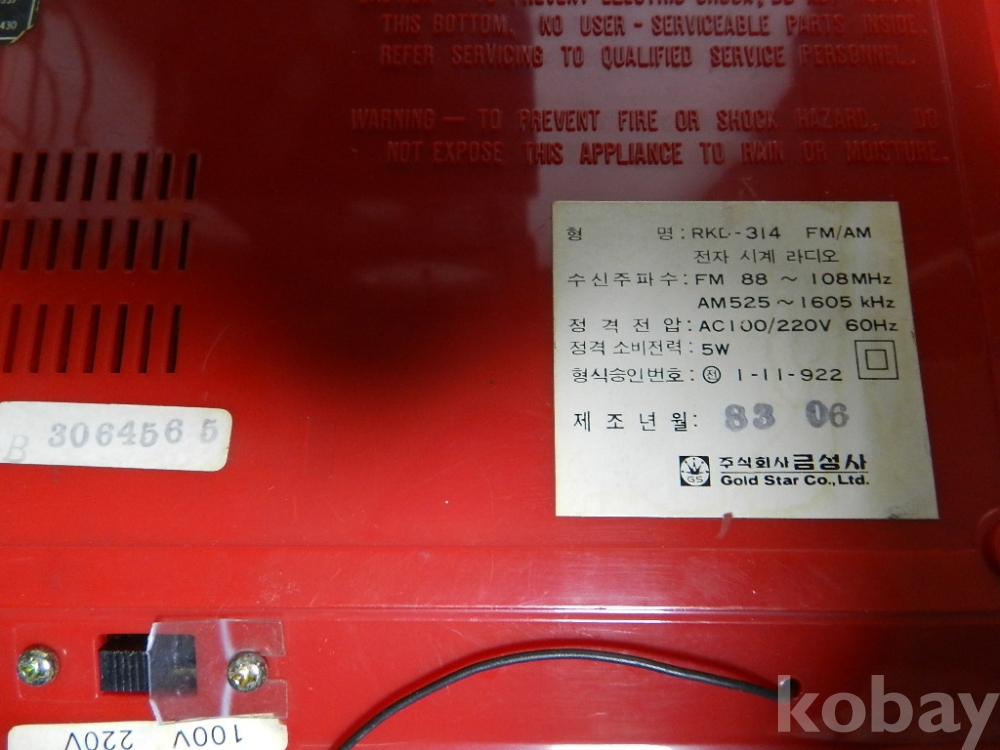 430
THIS BOTTOM. NO USER - SERVICEABLE PARTS INSIDE.
REFER SERVICING TO QUALIFIED SERVICE PERSONNEL.
WARNING — TO PREVENT FIRE OR SHOCK HAZARD, DO
NOT EXPOSE THIS APPLIANCE TO RAIN OR MOISTURE.
형 명 : RKD-314 FM/AM
전자 시계 라디오
수신주파수 : FM 88 ~ 108MHz
AM 525 ~ 1605 kHz
정격전압 : AC100/220V 60Hz
정격 소비전력 : 5W
형식승인번호 : ㉠ 1-11-922
제조년월 : 83 06
GS 주식회사 금성사
Gold Star Co., Ltd.
B 3064565
100V 220V
kobay